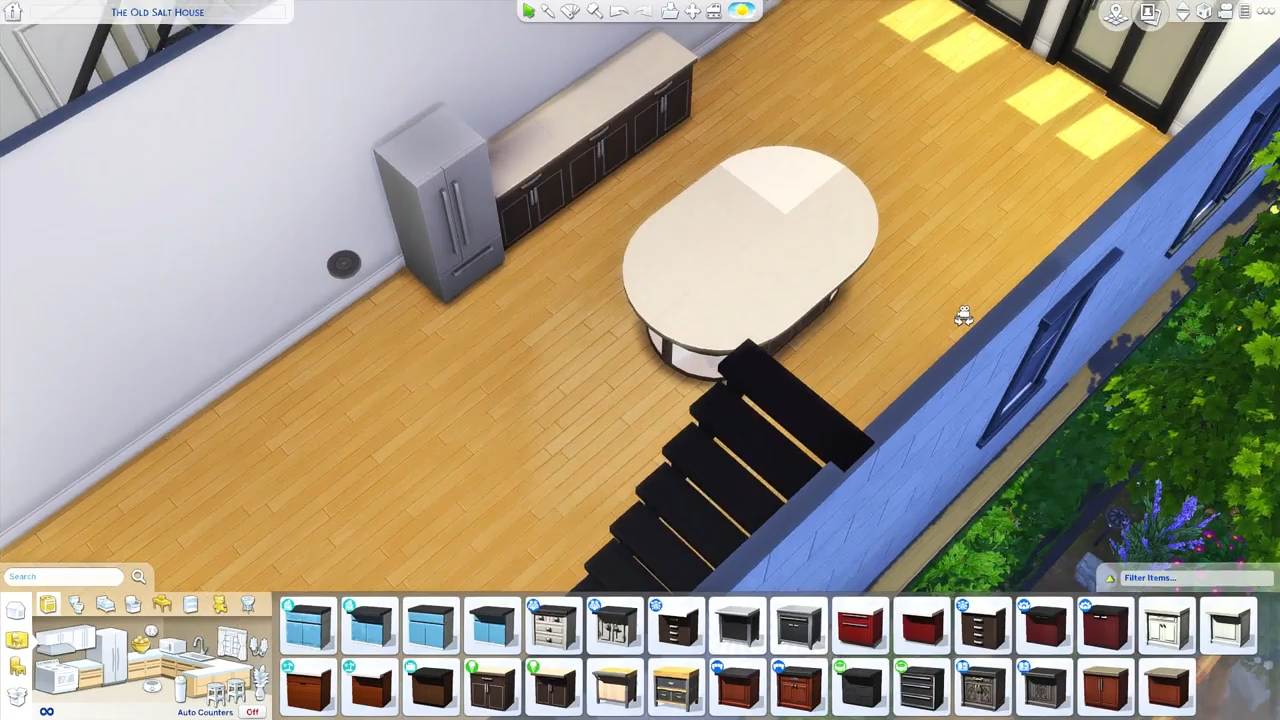 The Old Salt House
Search
Filter Items...
Auto Counters
Off